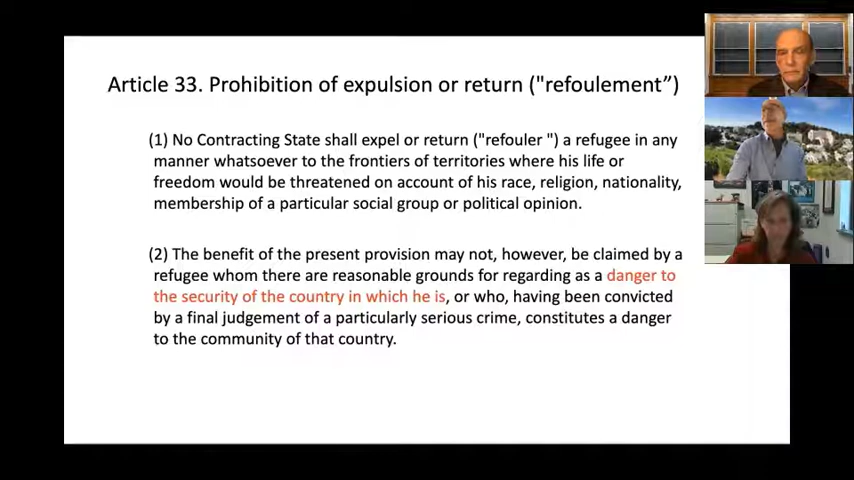 Article 33. Prohibition of expulsion or return ("refoulement”)
(1) No Contracting State shall expel or return ("refouler ") a refugee in any
manner whatsoever to the frontiers of territories where his life or
freedom would be threatened on account of his race, religion, nationality,
membership of a particular social group or political opinion.
(2) The benefit of the present provision may not, however, be claimed by a
refugee whom there are reasonable grounds for regarding as a danger to
the security of the country in which he is, or who, having been convicted
by a final judgement of a particularly serious crime, constitutes a danger
to the community of that country.